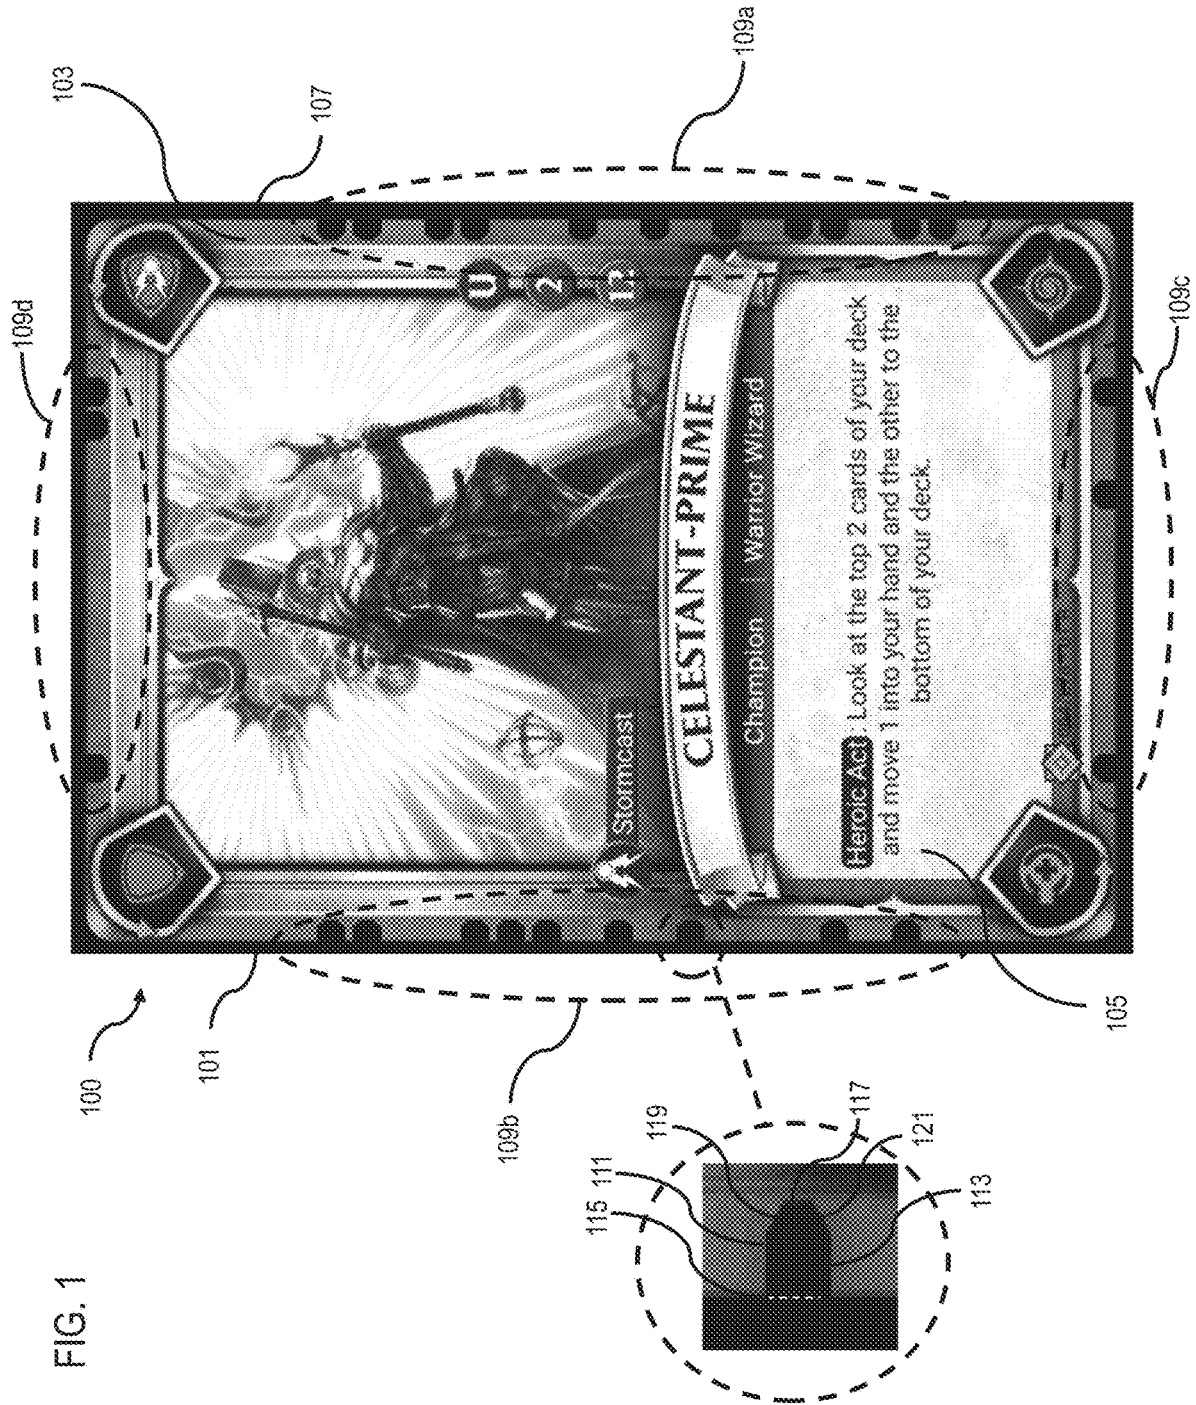 FIG. 1
100
101
103
107
109d
109a
U
2
1?
Stormcast
CELESTANT-PRIME
Champion | Warrior Wizard
Heroic Act : Look at the top 2 cards of your deck
and move 1 into your hand and the other to the
bottom of your deck.
109b
105
109c
115
111
119
117
121
113